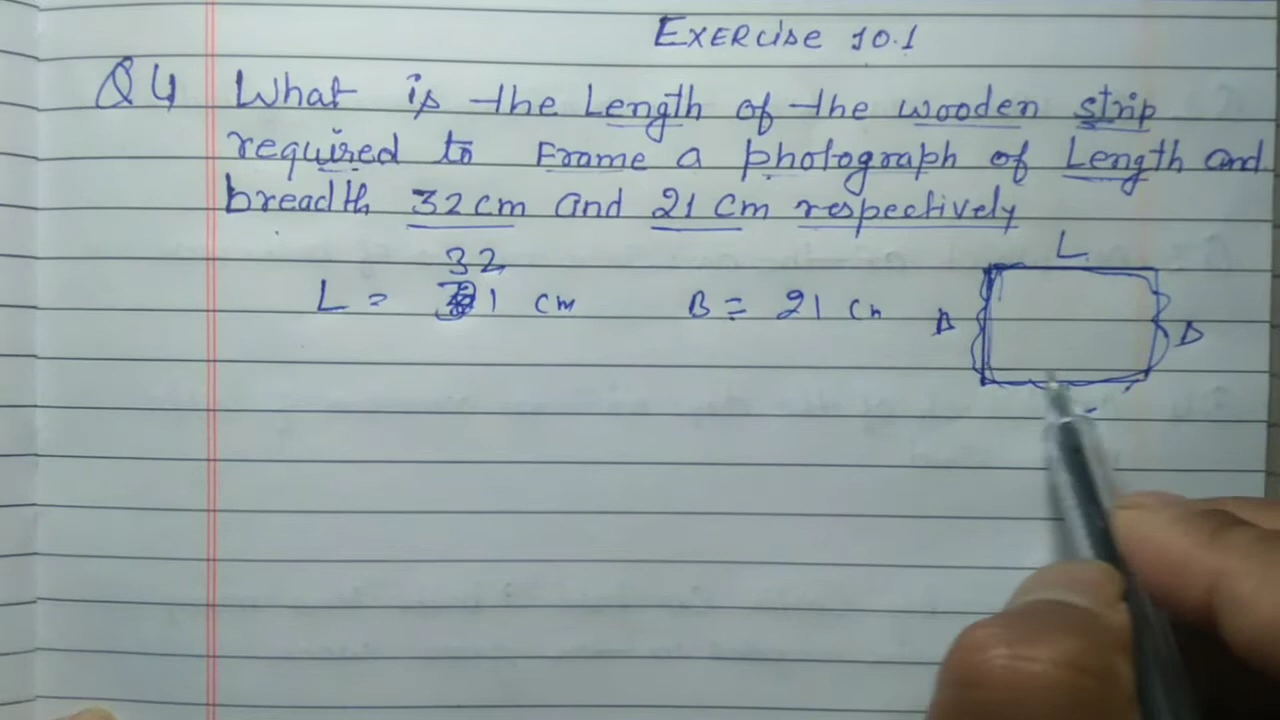 Exercise 10.1
Q4 What is the Length of the wooden strip
required to Frame a photograph of Length and
breadth 32 cm and 21 cm respectively
L
32
L = 1 cm B = 21 cm
B B